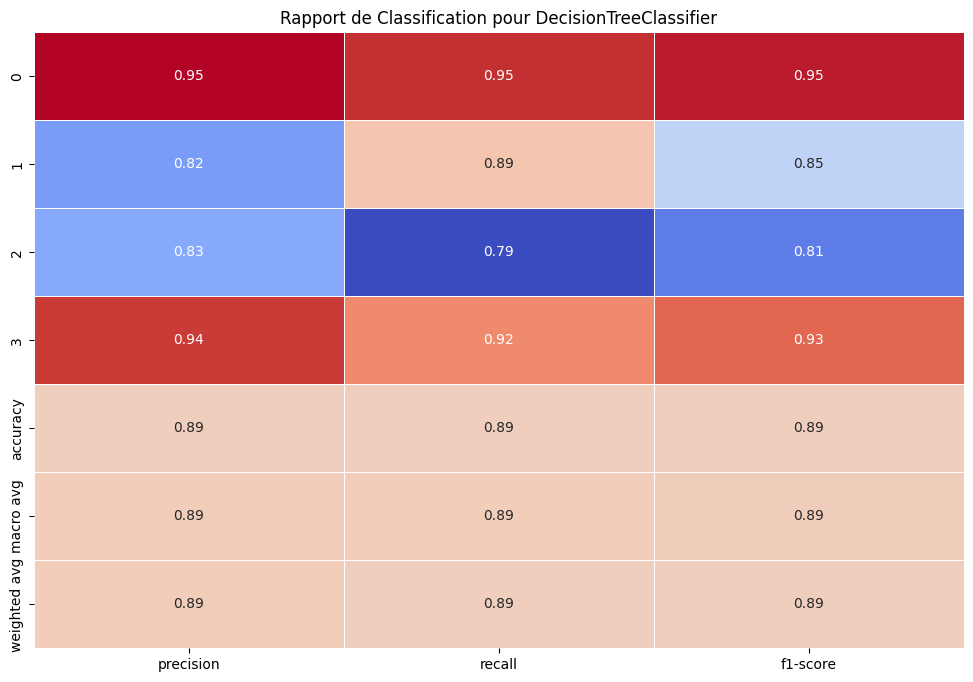 Rapport de Classification pour DecisionTreeClassifier
0 0.95 0.95 0.95
1 0.82 0.89 0.85
2 0.83 0.79 0.81
3 0.94 0.92 0.93
accuracy 0.89 0.89 0.89
macro avg 0.89 0.89 0.89
weighted avg 0.89 0.89 0.89
precision recall f1-score